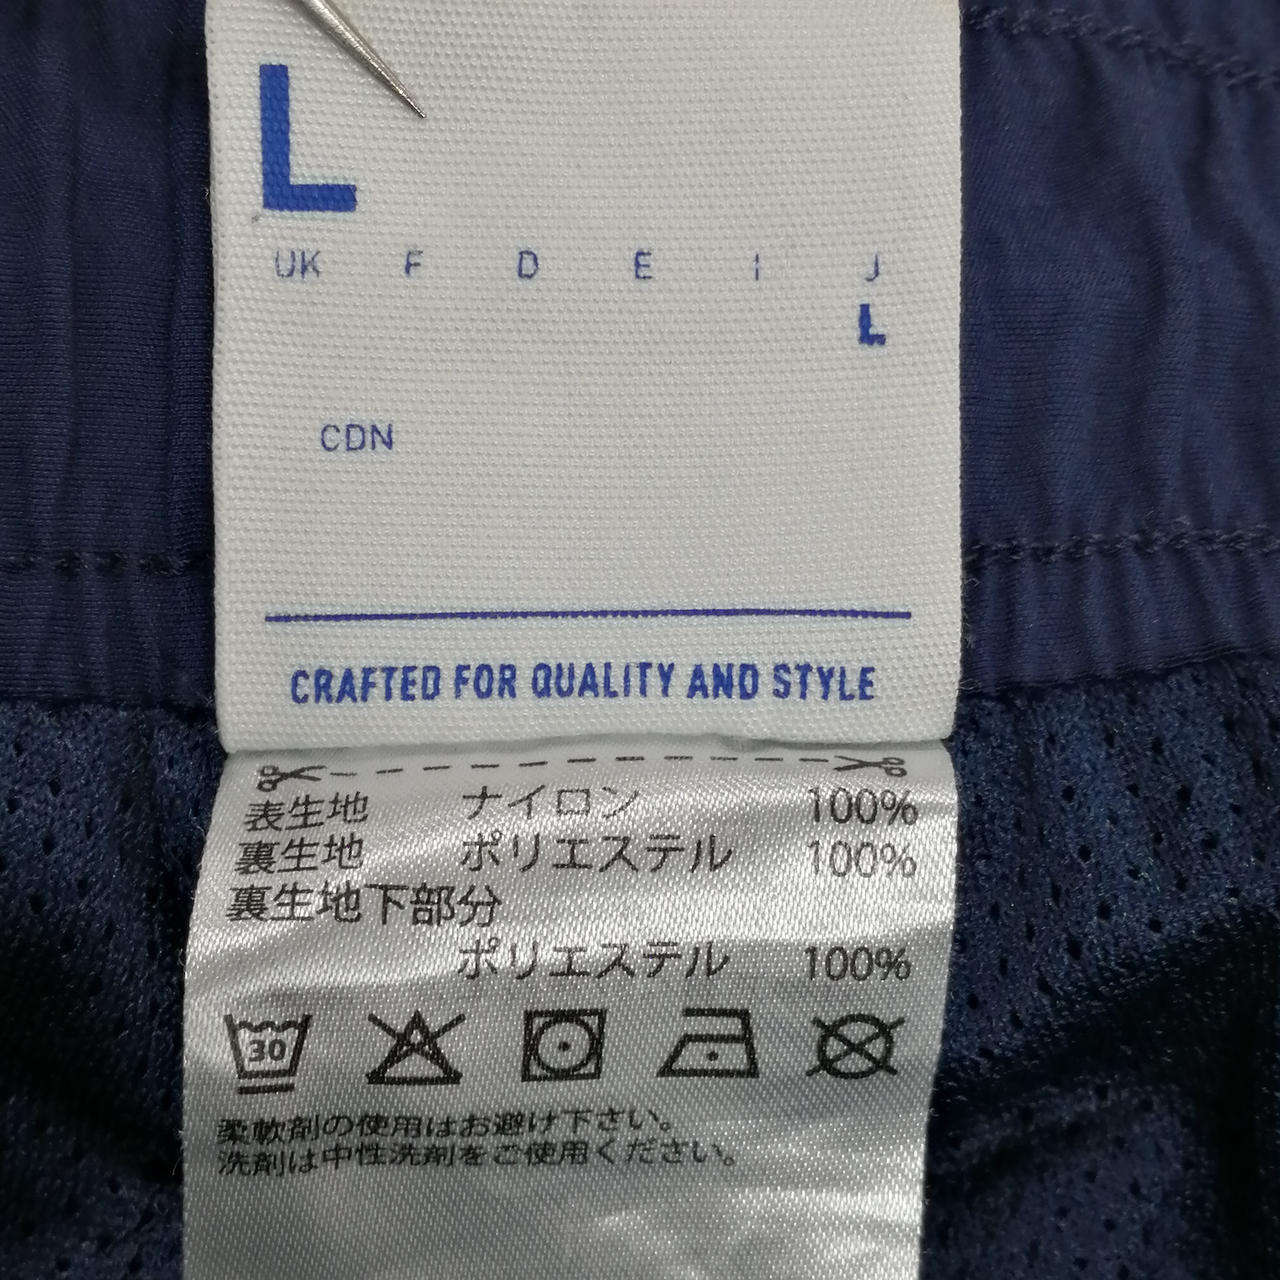 L
UK F D E I J
L
CDN
CRAFTED FOR QUALITY AND STYLE
表生地 ナイロン 100%
裏生地 ポリエステル 100%
裏生地下部分
ポリエステル 100%
30
柔軟剤の使用はお避け下さい。
洗剤は中性洗剤をご使用ください。